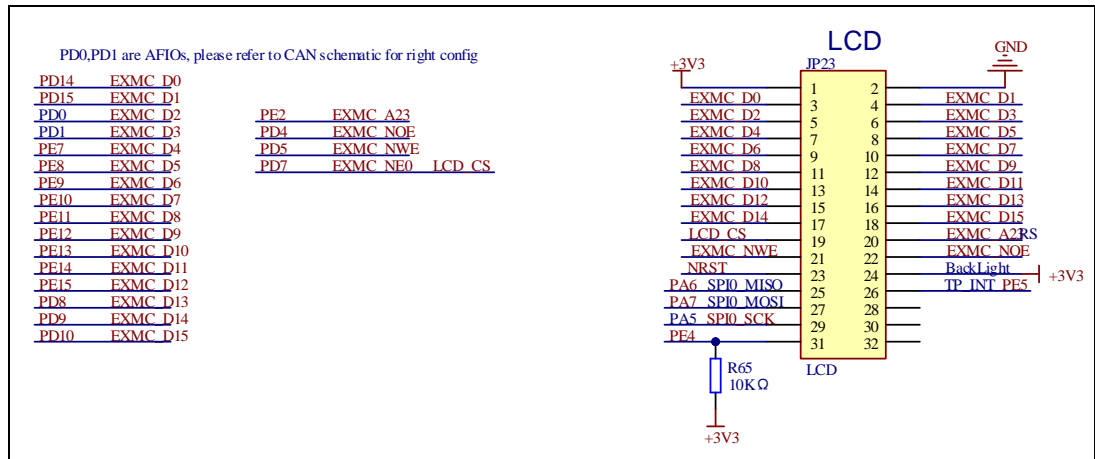 PD0,PD1 are AFIOs, please refer to CAN schematic for right config
PD14 EXMC_D0
PD15 EXMC_D1
PD0 EXMC_D2
PD1 EXMC_D3
PE7 EXMC_D4
PE8 EXMC_D5
PE9 EXMC_D6
PE10 EXMC_D7
PE11 EXMC_D8
PE12 EXMC_D9
PE13 EXMC_D10
PE14 EXMC_D11
PE15 EXMC_D12
PD8 EXMC_D13
PD9 EXMC_D14
PD10 EXMC_D15
PE2 EXMC_A23
PD4 EXMC_NOE
PD5 EXMC_NWE
PD7 EXMC_NE0 LCD_CS
LCD
+3V3 JP23 GND
1 2
EXMC_D0 3 4 EXMC_D1
EXMC_D2 5 6 EXMC_D3
EXMC_D4 7 8 EXMC_D5
EXMC_D6 9 10 EXMC_D7
EXMC_D8 11 12 EXMC_D9
EXMC_D10 13 14 EXMC_D11
EXMC_D12 15 16 EXMC_D13
EXMC_D14 17 18 EXMC_D15
LCD_CS 19 20 EXMC_A23 RS
EXMC_NWE 21 22 EXMC_NOE
NRST 23 24 BackLight +3V3
PA6 SPI0_MISO 25 26 TP_INT PE5
PA7 SPI0_MOSI 27 28
PA5 SPI0_SCK 29 30
PE4 31 32
R65 LCD
10KΩ
+3V3